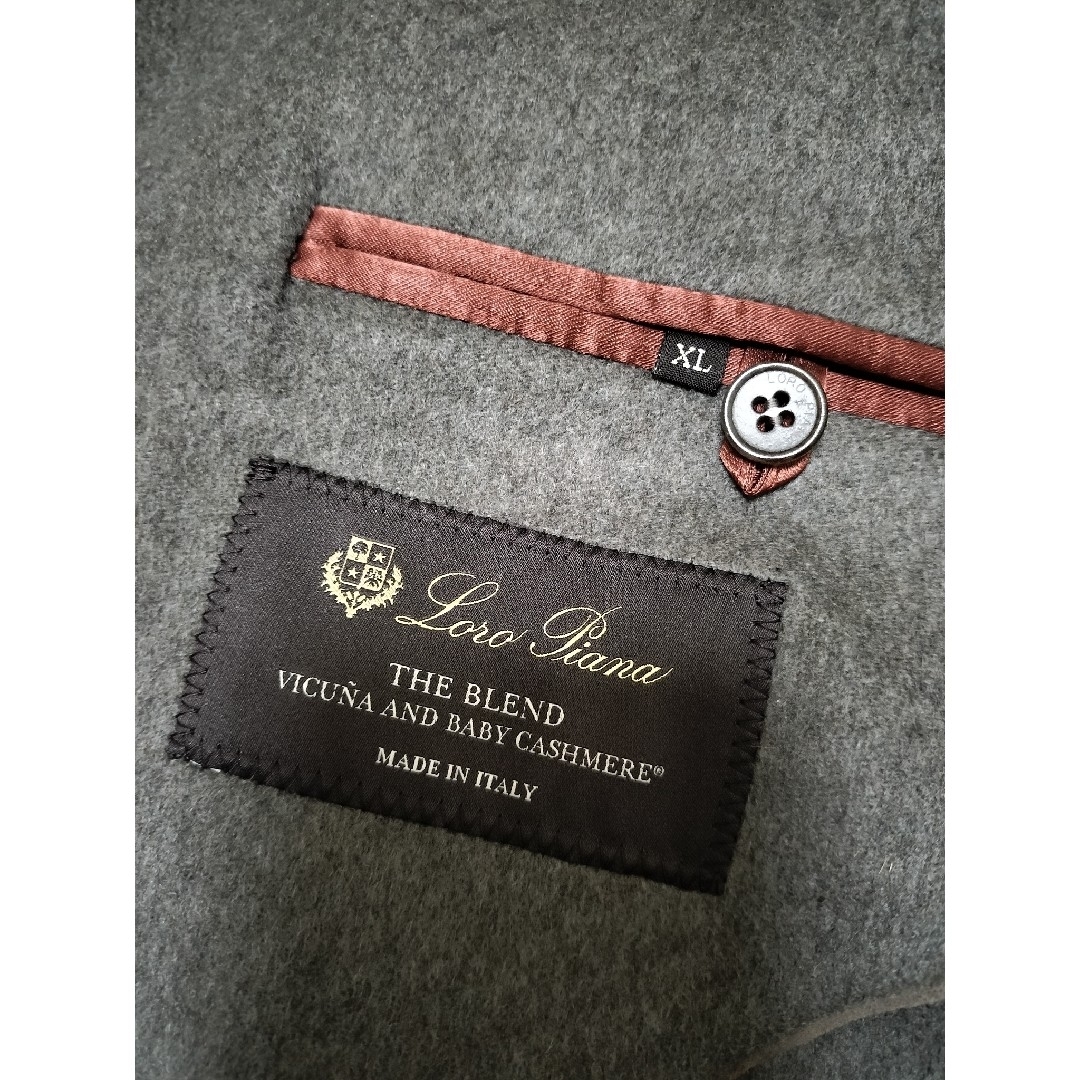 XL
LORO PIANA
Loro Piana
THE BLEND
VICUÑA AND BABY CASHMERE®
MADE IN ITALY